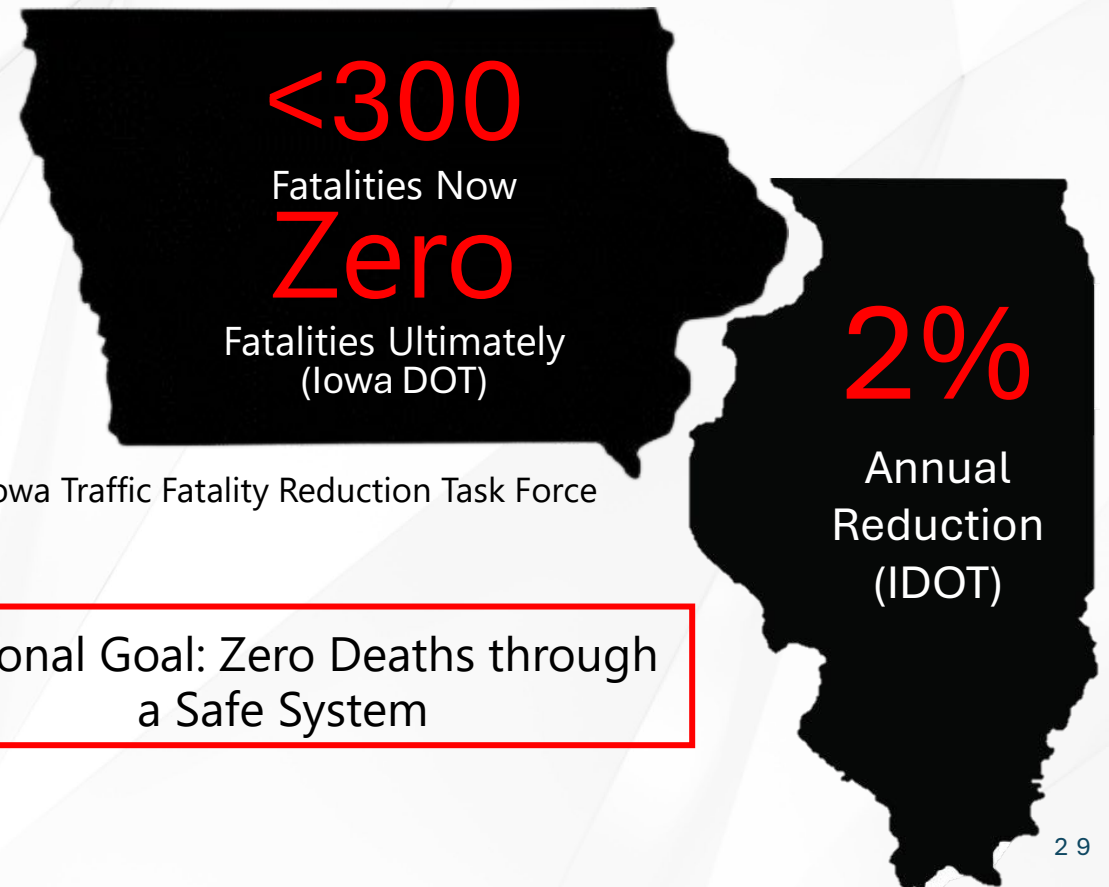 <300
Fatalities Now
Zero
Fatalities Ultimately
(Iowa DOT)
2%
Annual
Reduction
(IDOT)
owa Traffic Fatality Reduction Task Force
onal Goal: Zero Deaths through
a Safe System
29